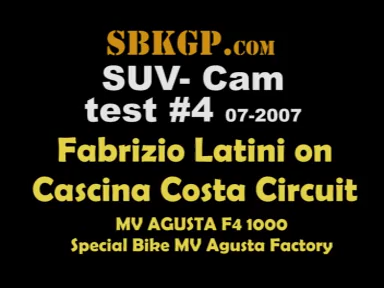 SBKGP.COM
SUV- Cam
test #4 07-2007
Fabrizio Latini on
Cascina Costa Circuit
MV AGUSTA F4 1000
Special Bike MV Agusta Factory